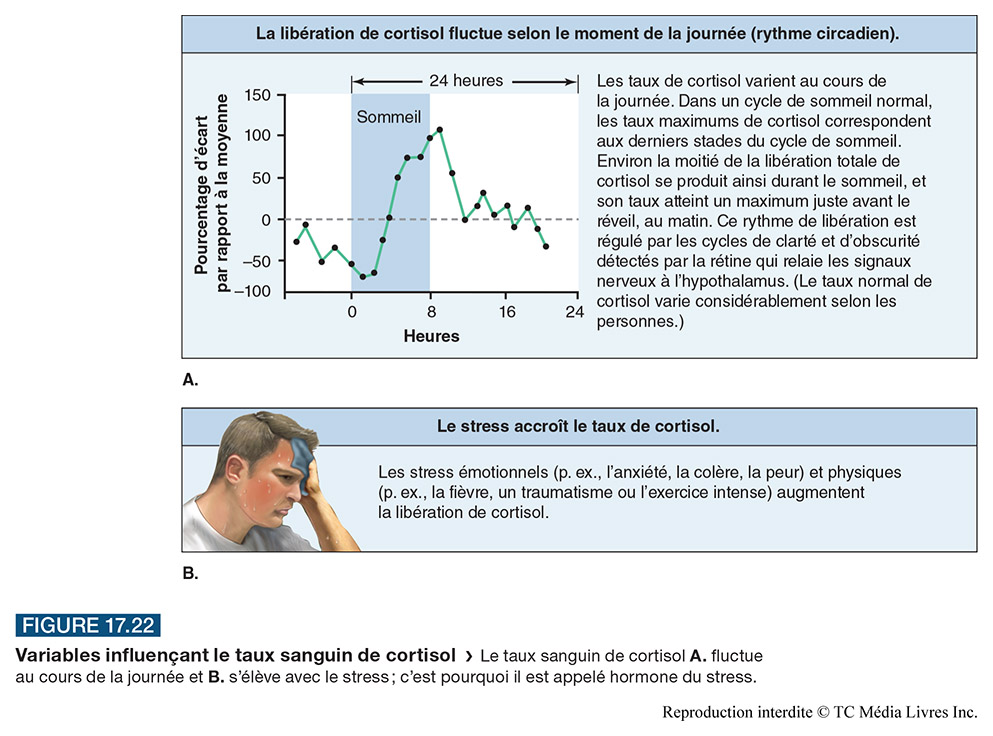 La libération de cortisol fluctue selon le moment de la journée (rythme circadien).
24 heures
150
100
50
0
–50
–100
Pourcentage d’écart
par rapport à la moyenne
Sommeil
0
8
16
24
Heures
Les taux de cortisol varient au cours de
la journée. Dans un cycle de sommeil normal,
les taux maximums de cortisol correspondent
aux derniers stades du cycle de sommeil.
Environ la moitié de la libération totale de
cortisol se produit ainsi durant le sommeil, et
son taux atteint un maximum juste avant le
réveil, au matin. Ce rythme de libération est
régulé par les cycles de clarté et d’obscurité
détectés par la rétine qui relaie les signaux
nerveux à l’hypothalamus. (Le taux normal de
cortisol varie considérablement selon les
personnes.)
A.
Le stress accroît le taux de cortisol.
Les stress émotionnels (p. ex., l’anxiété, la colère, la peur) et physiques
(p. ex., la fièvre, un traumatisme ou l’exercice intense) augmentent
la libération de cortisol.
B.
FIGURE 17.22
Variables influençant le taux sanguin de cortisol › Le taux sanguin de cortisol A. fluctue
au cours de la journée et B. s’élève avec le stress ; c’est pourquoi il est appelé hormone du stress.
Reproduction interdite © TC Média Livres Inc.